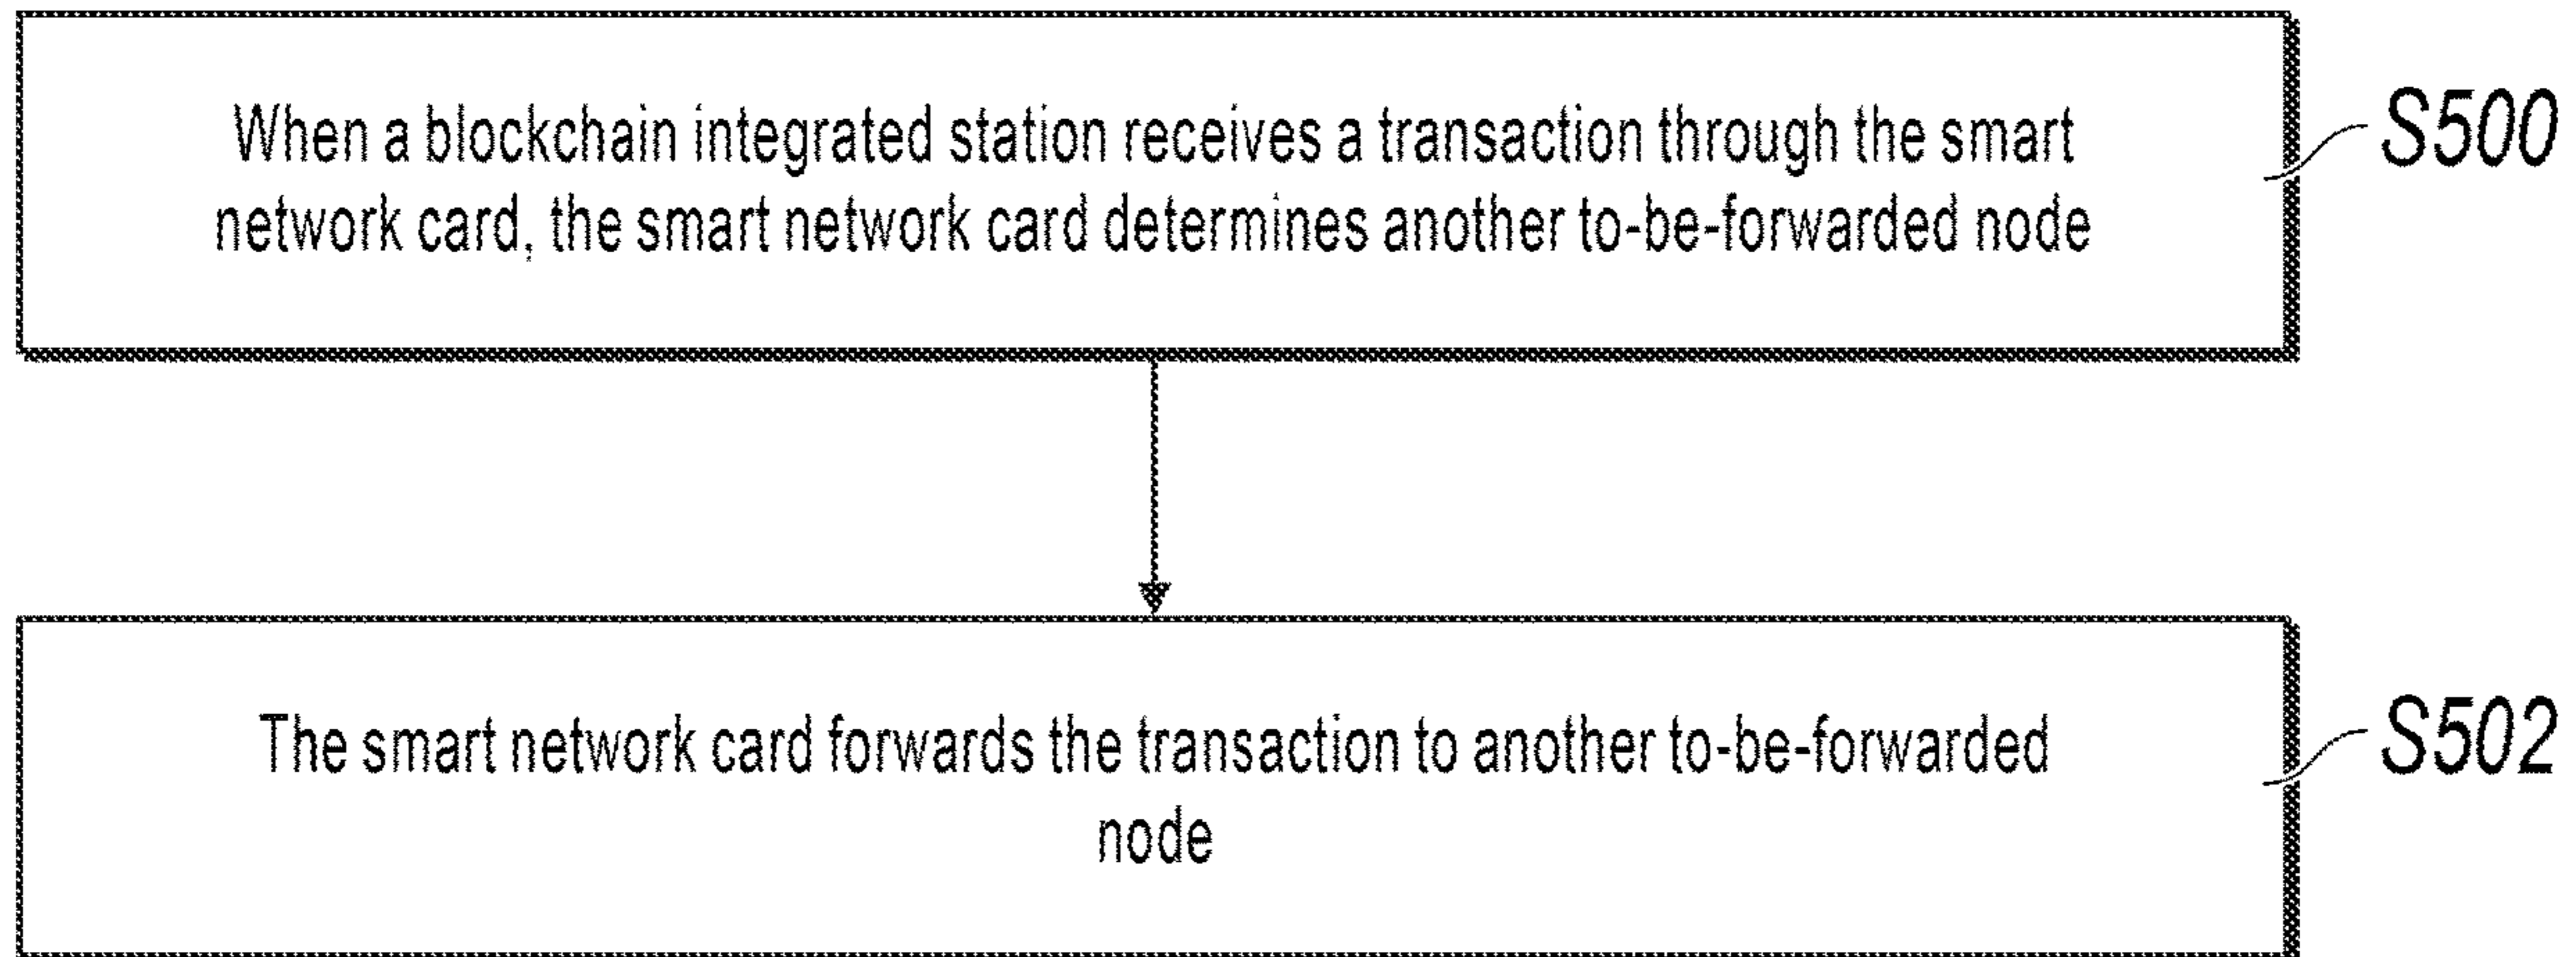 When a blockchain integrated station receives a transaction through the smart
network card, the smart network card determines another to-be-forwarded node
S500
The smart network card forwards the transaction to another to-be-forwarded
node
S502